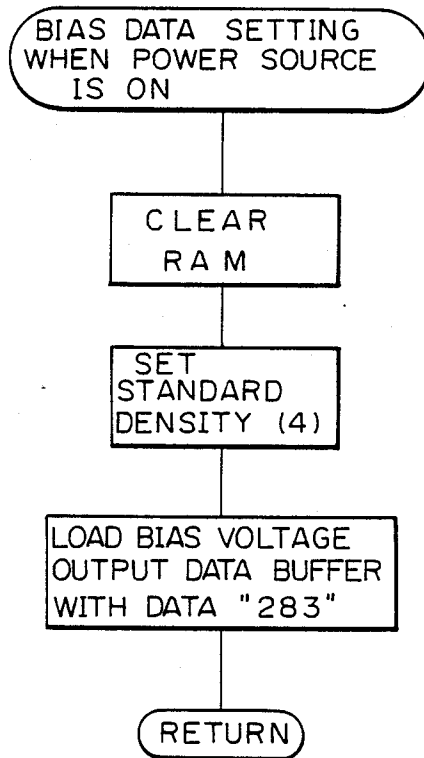 BIAS DATA SETTING
WHEN POWER SOURCE
IS ON
CLEAR
RAM
SET
STANDARD
DENSITY (4)
LOAD BIAS VOLTAGE
OUTPUT DATA BUFFER
WITH DATA "283"
RETURN